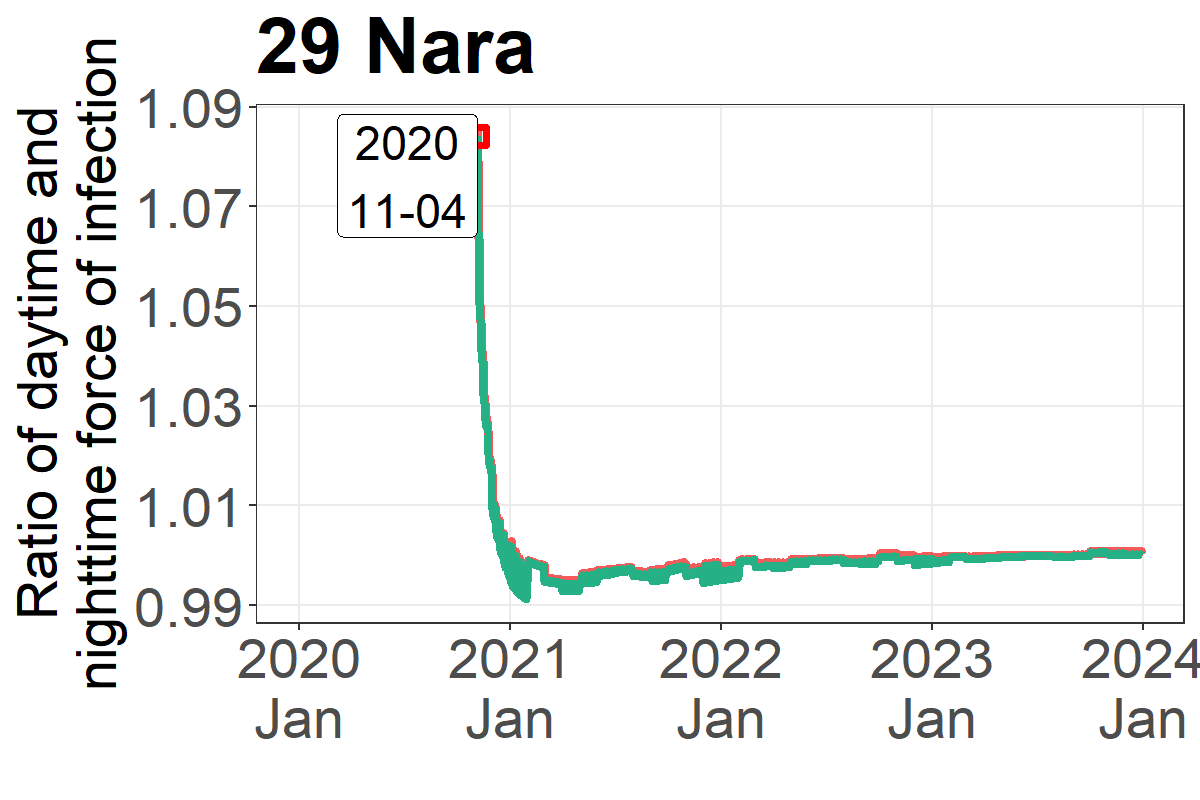 29 Nara
Ratio of daytime and
nighttime force of infection
1.09
1.07
1.05
1.03
1.01
0.99
2020
11-04
2020
Jan
2021
Jan
2022
Jan
2023
Jan
2024
Jan